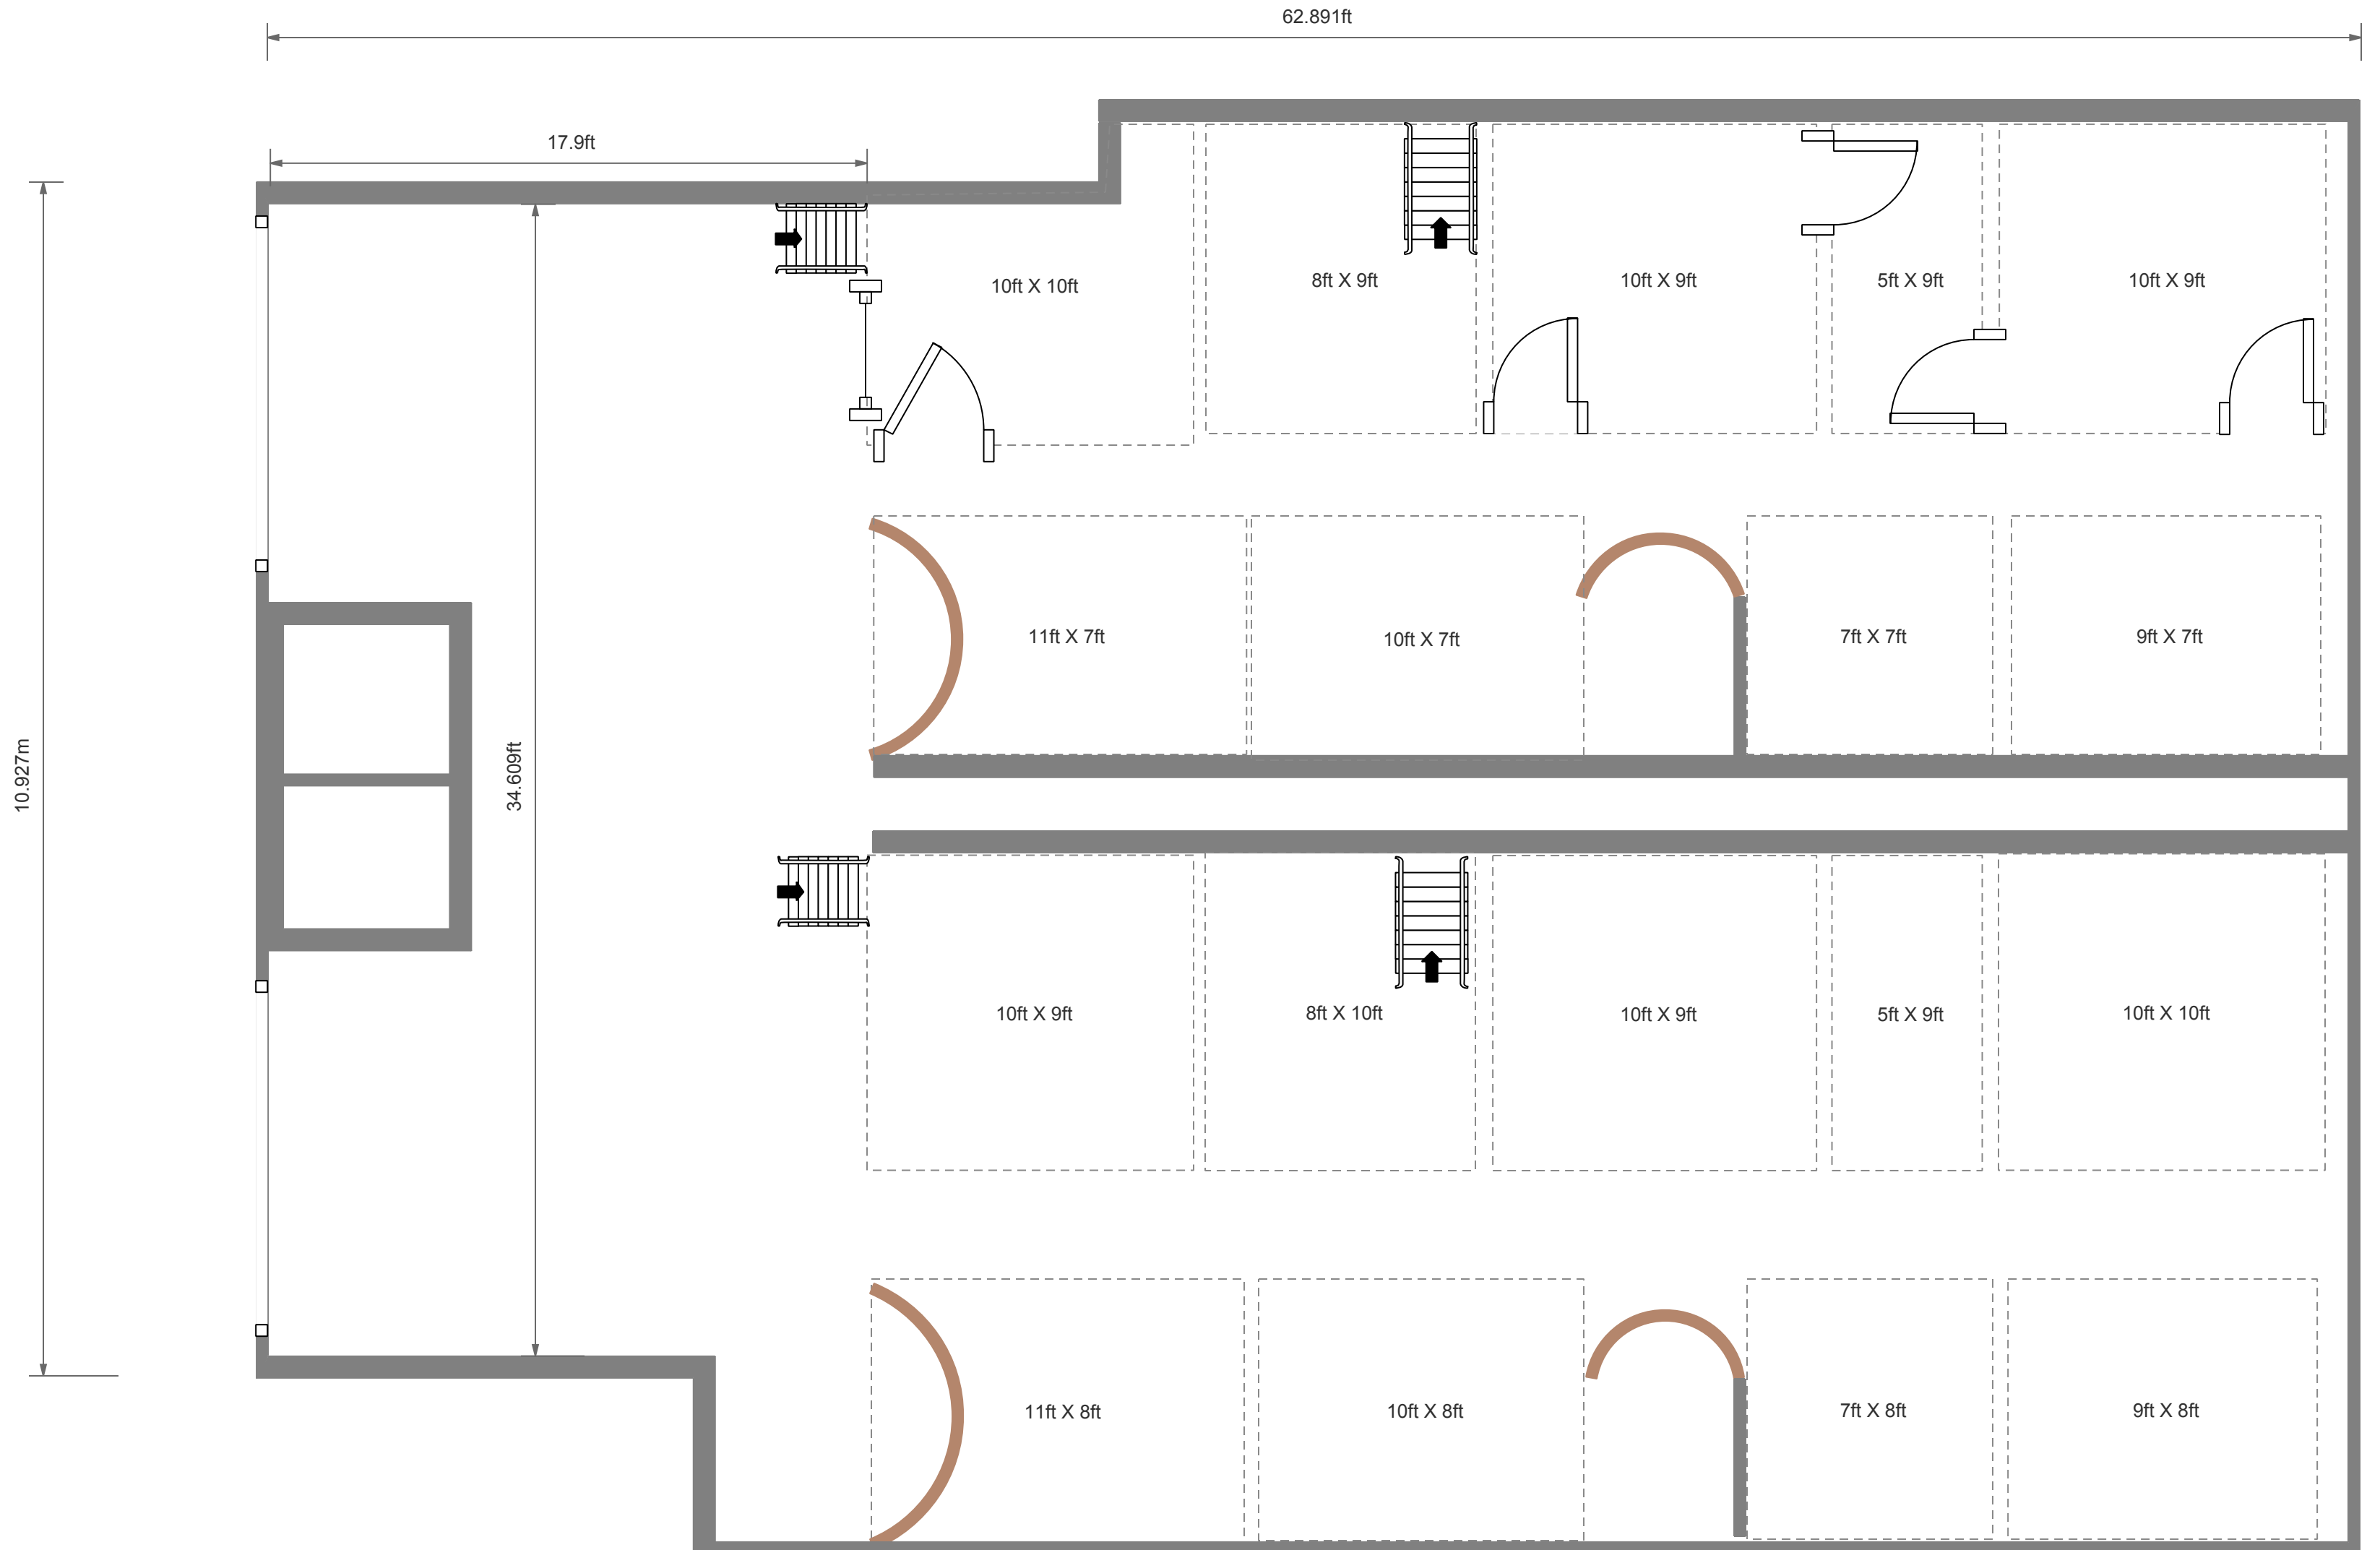 62.891ft
17.9ft
10ft X 10ft
8ft X 9ft
10ft X 9ft
5ft X 9ft
10ft X 9ft
11ft X 7ft
10ft X 7ft
7ft X 7ft
9ft X 7ft
10.927m
34.609ft
10ft X 9ft
8ft X 10ft
10ft X 9ft
5ft X 9ft
10ft X 10ft
11ft X 8ft
10ft X 8ft
7ft X 8ft
9ft X 8ft